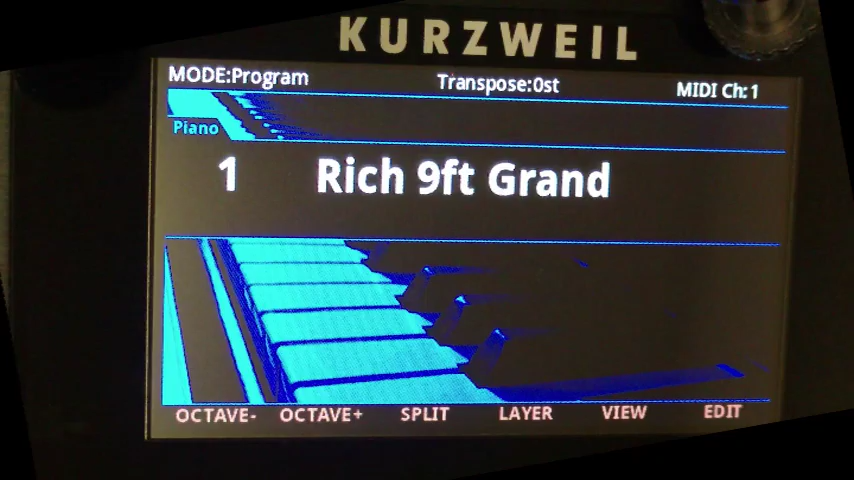 KURZWEIL
MODE:Program Transpose:0st MIDI Ch:1
Piano
1 Rich 9ft Grand
OCTAVE- OCTAVE+ SPLIT LAYER VIEW EDIT